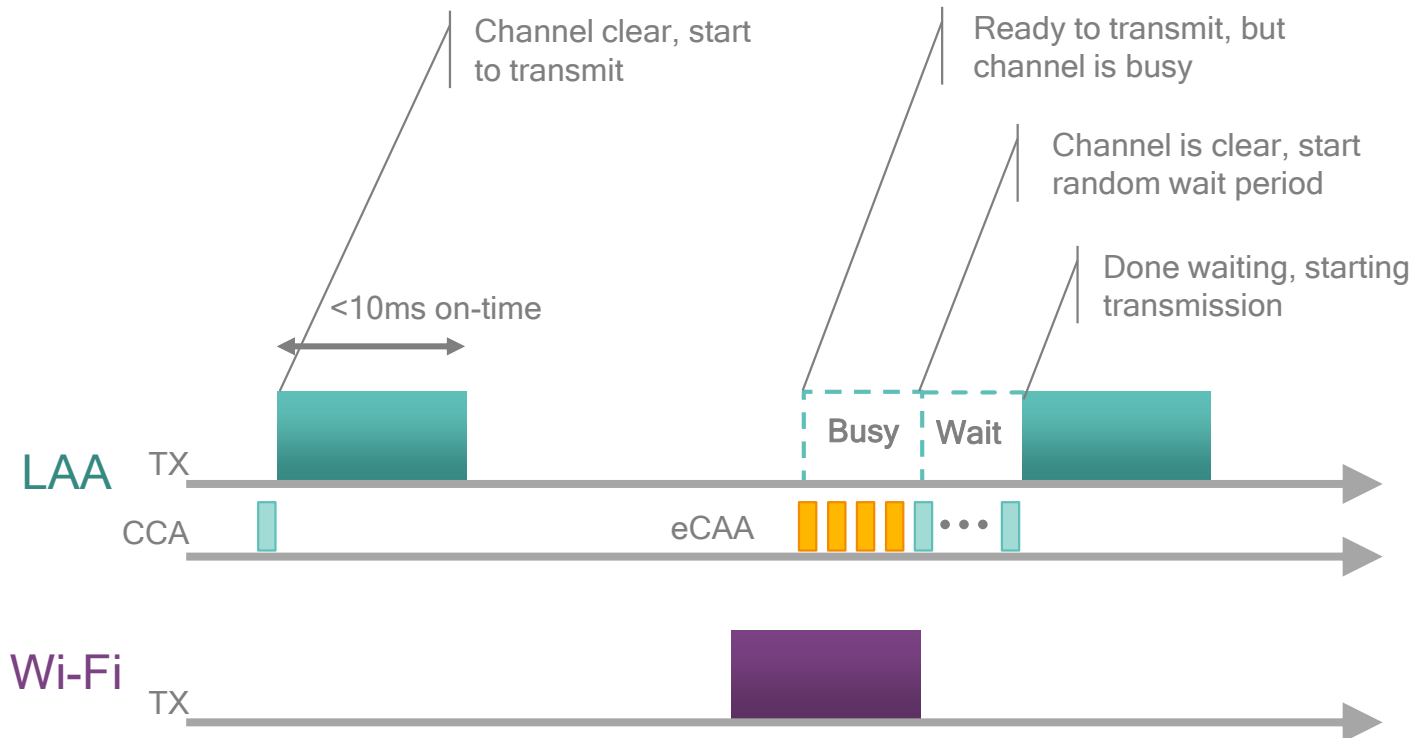 Channel clear, start
to transmit
Ready to transmit, but
channel is busy
Channel is clear, start
random wait period
Done waiting, starting
transmission
<10ms on-time
Busy
Wait
LAA
TX
CCA
eCAA
Wi-Fi
TX